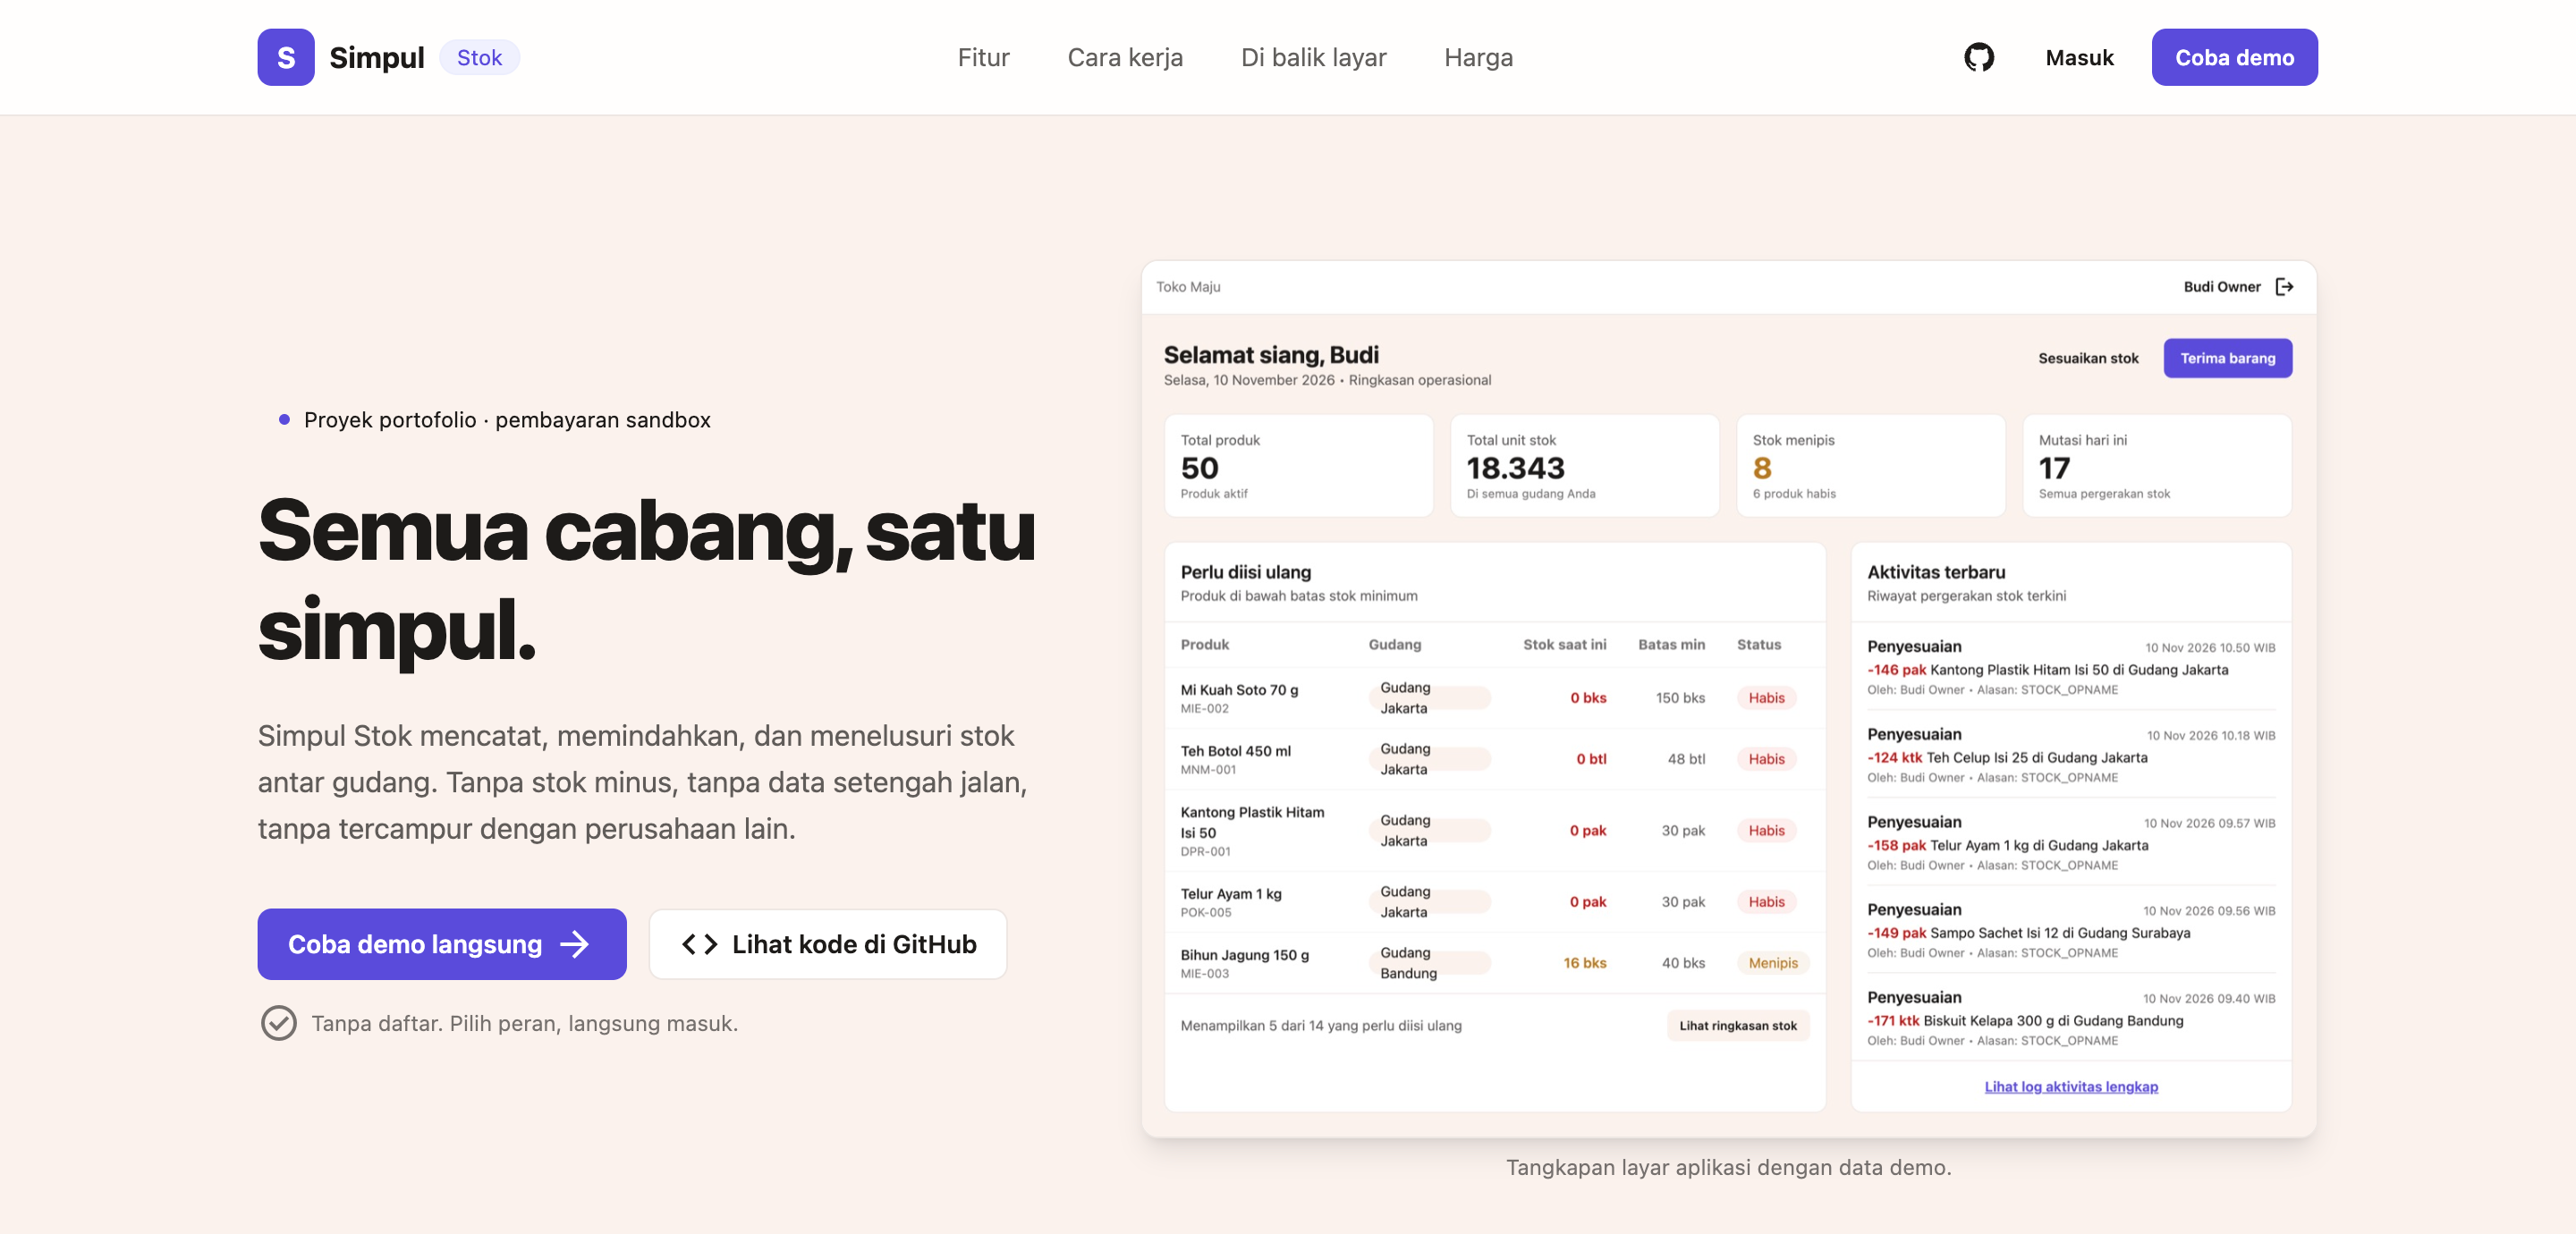 S Simpul Stok
Fitur Cara kerja Di balik layar Harga
Masuk Coba demo
Proyek portofolio · pembayaran sandbox
Semua cabang, satu
simpul.
Simpul Stok mencatat, memindahkan, dan menelusuri stok
antar gudang. Tanpa stok minus, tanpa data setengah jalan,
tanpa tercampur dengan perusahaan lain.
Coba demo langsung
Lihat kode di GitHub
Tanpa daftar. Pilih peran, langsung masuk.
Toko Maju
Budi Owner
Selamat siang, Budi
Selasa, 10 November 2026 • Ringkasan operasional
Sesuaikan stok
Terima barang
Total produk
50
Produk aktif
Total unit stok
18.343
Di semua gudang Anda
Stok menipis
8
6 produk habis
Mutasi hari ini
17
Semua pergerakan stok
Perlu diisi ulang
Produk di bawah batas stok minimum
Produk Gudang Stok saat ini Batas min Status
Mi Kuah Soto 70 g
MIE-002
Gudang
Jakarta
0 bks
150 bks
Habis
Teh Botol 450 ml
MNM-001
Gudang
Jakarta
0 btl
48 btl
Habis
Kantong Plastik Hitam
Isi 50
DPR-001
Gudang
Jakarta
0 pak
30 pak
Habis
Telur Ayam 1 kg
POK-005
Gudang
Jakarta
0 pak
30 pak
Habis
Bihun Jagung 150 g
MIE-003
Gudang
Bandung
16 bks
40 bks
Menipis
Menampilkan 5 dari 14 yang perlu diisi ulang
Lihat ringkasan stok
Aktivitas terbaru
Riwayat pergerakan stok terkini
Penyesuaian 10 Nov 2026 10.50 WIB
-146 pak Kantong Plastik Hitam Isi 50 di Gudang Jakarta
Oleh: Budi Owner • Alasan: STOCK_OPNAME
Penyesuaian 10 Nov 2026 10.18 WIB
-124 ktk Teh Celup Isi 25 di Gudang Jakarta
Oleh: Budi Owner • Alasan: STOCK_OPNAME
Penyesuaian 10 Nov 2026 09.57 WIB
-158 pak Telur Ayam 1 kg di Gudang Jakarta
Oleh: Budi Owner • Alasan: STOCK_OPNAME
Penyesuaian 10 Nov 2026 09.56 WIB
-149 pak Sampo Sachet Isi 12 di Gudang Surabaya
Oleh: Budi Owner • Alasan: STOCK_OPNAME
Penyesuaian 10 Nov 2026 09.40 WIB
-171 ktk Biskuit Kelapa 300 g di Gudang Bandung
Oleh: Budi Owner • Alasan: STOCK_OPNAME
Lihat log aktivitas lengkap
Tangkapan layar aplikasi dengan data demo.